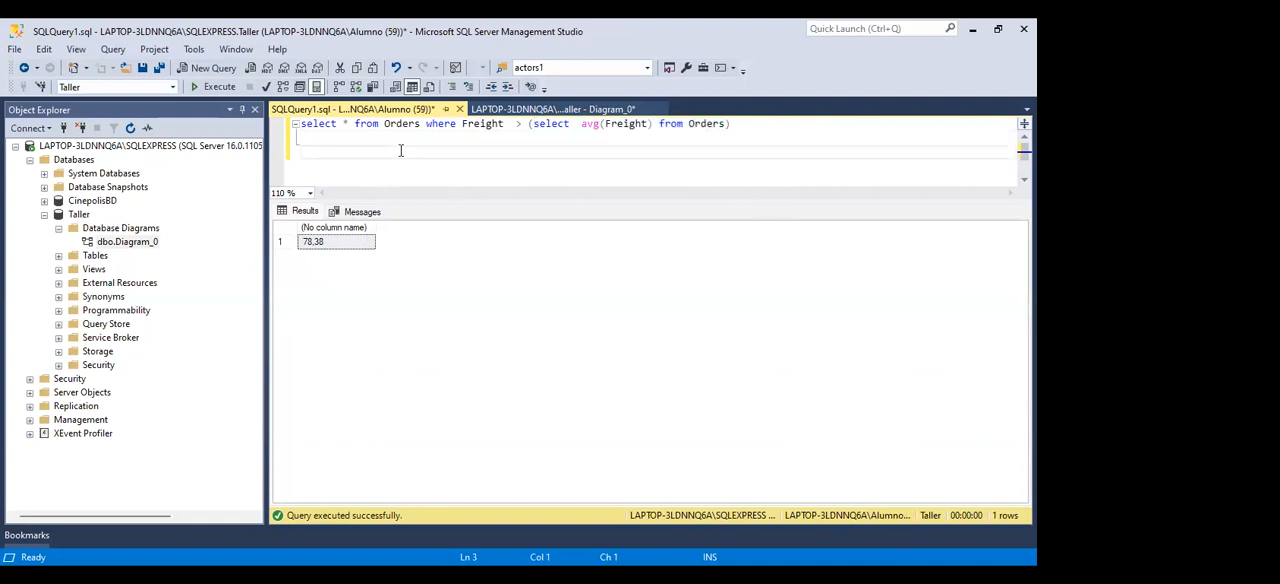 SQLQuery1.sql - LAPTOP-3LDNNQ6A\SQLEXPRESS.Taller (LAPTOP-3LDNNQ6A\Alumno (59))* - Microsoft SQL Server Management Studio
Quick Launch (Ctrl+Q)
File Edit View Query Project Tools Window Help
New Query
actors1
Taller
Execute
Object Explorer
SQLQuery1.sql - L...NQ6A\Alumno (59))*
LAPTOP-3LDNNQ6A\...aller - Diagram_0*
Connect
select * from Orders where Freight > (select avg(Freight) from Orders)
LAPTOP-3LDNNQ6A\SQLEXPRESS (SQL Server 16.0.1105
Databases
System Databases
Database Snapshots
CinepolisBD
Taller
Database Diagrams
dbo.Diagram_0
Tables
Views
External Resources
Synonyms
Programmability
Query Store
Service Broker
Storage
Security
Security
Server Objects
Replication
Management
XEvent Profiler
110 %
Results Messages
(No column name)
1 78,38
Query executed successfully.
LAPTOP-3LDNNQ6A\SQLEXPRESS ... LAPTOP-3LDNNQ6A\Alumno... Taller 00:00:00 1 rows
Bookmarks
Ready Ln 3 Col 1 Ch 1 INS